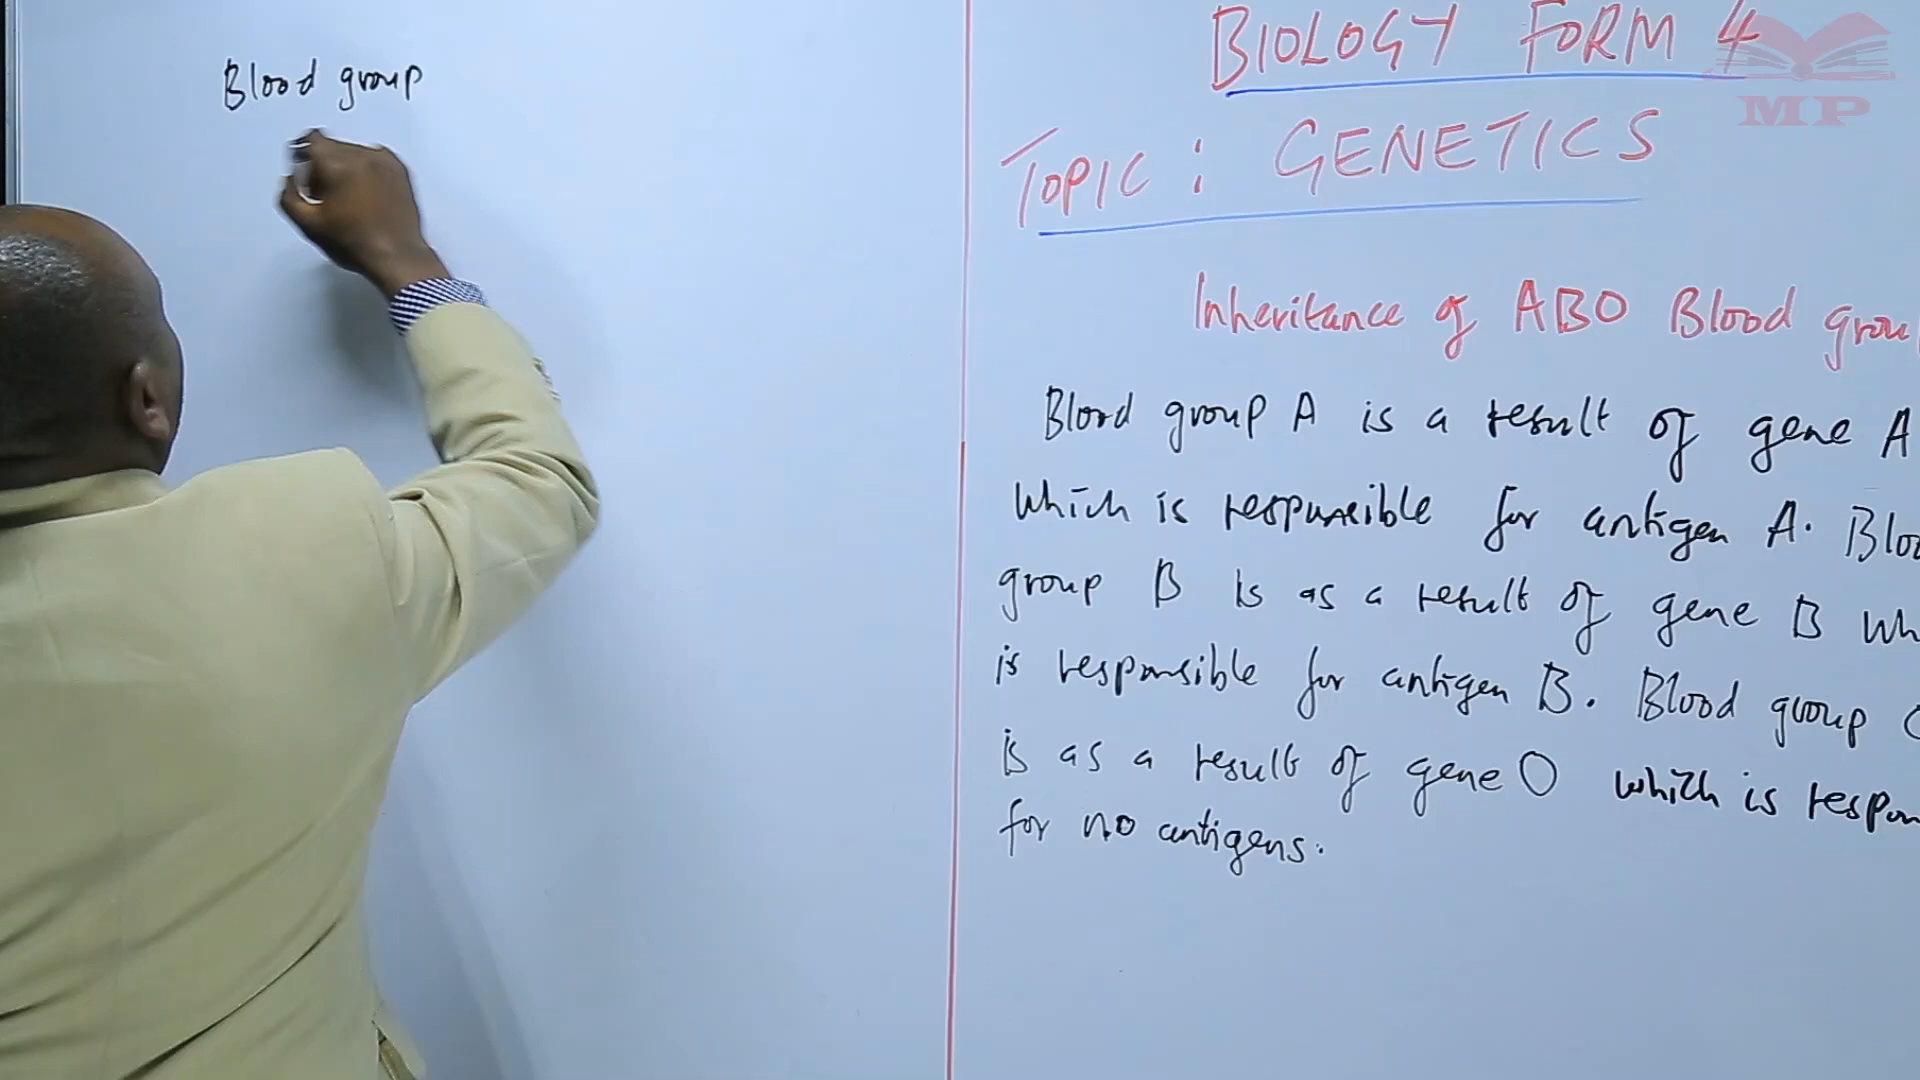 Blood group
BIOLOGY FORM 4
MP
TOPIC : GENETICS
Inheritance of ABO Blood grou
Blood group A is a result of gene A
Which is responsible for antigen A. Bloo
group B is as a result of gene B Wh
is responsible for antigen B. Blood group
is as a result of gene O which is respon
for no antigens.